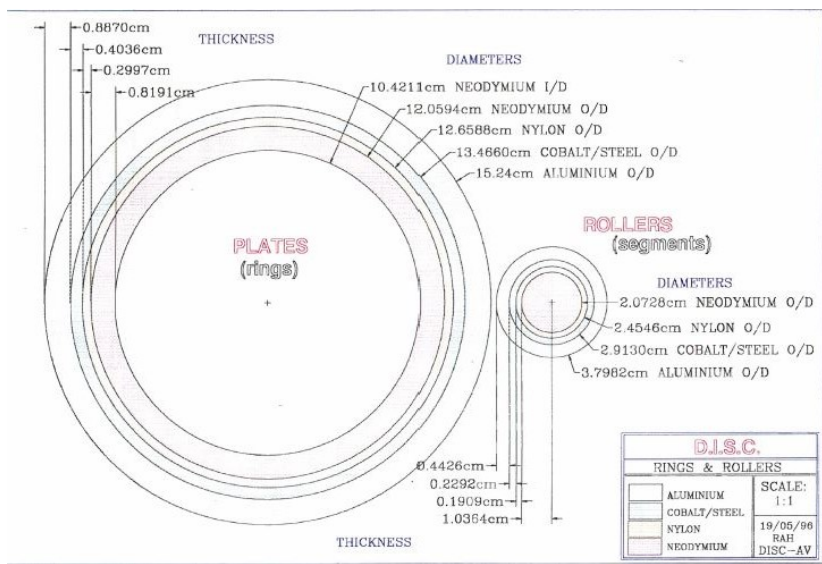 0.8870cm
THICKNESS
0.4036cm
DIAMETERS
0.2997cm
0.8191cm
10.4211cm NEODYMIUM I/D
12.0594cm NEODYMIUM O/D
12.6588cm NYLON O/D
13.4660cm COBALT/STEEL O/D
15.24cm ALUMINIUM O/D
PLATES
(rings)
ROLLERS
(segments)
DIAMETERS
2.0728cm NEODYMIUM O/D
2.4546cm NYLON O/D
2.9130cm COBALT/STEEL O/D
3.7982cm ALUMINIUM O/D
0.4426cm
0.2292cm
0.1909cm
1.0364cm
THICKNESS
D.I.S.C.
RINGS & ROLLERS
ALUMINIUM
COBALT/STEEL
NYLON
NEODYMIUM
SCALE:
1:1
19/05/96
RAH
DISC-AV